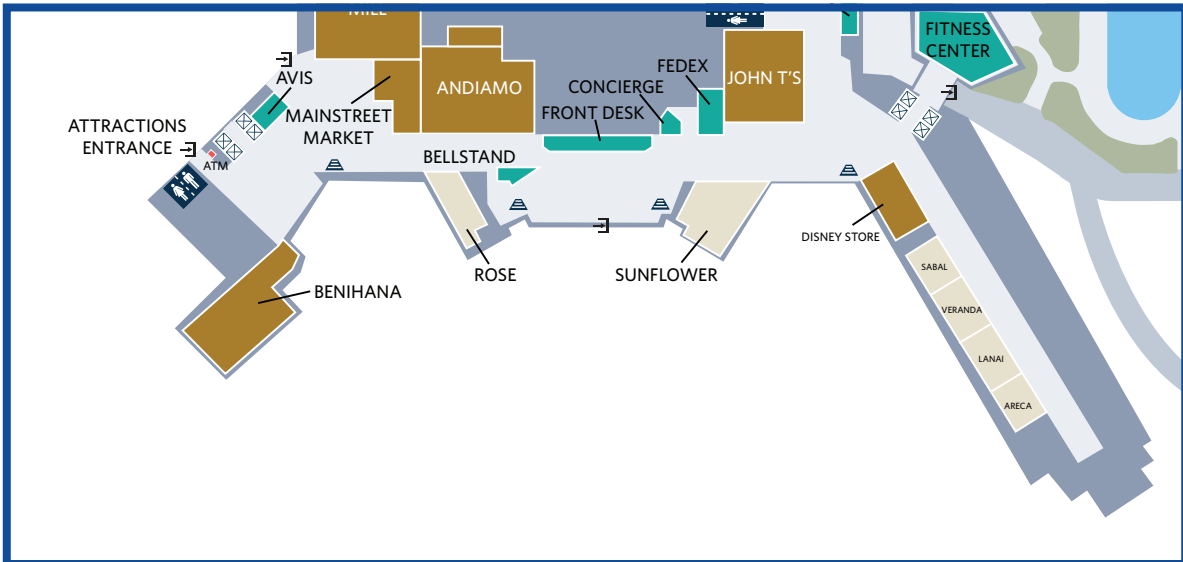 MILL
FITNESS
CENTER
FEDEX
AVIS
ANDIAMO
CONCIERGE
JOHN T'S
MAINSTREET
MARKET
FRONT DESK
ATTRACTIONS
ENTRANCE
ATM
BELLSTAND
DISNEY STORE
ROSE
SUNFLOWER
SABAL
BENIHANA
VERANDA
LANAI
ARECA